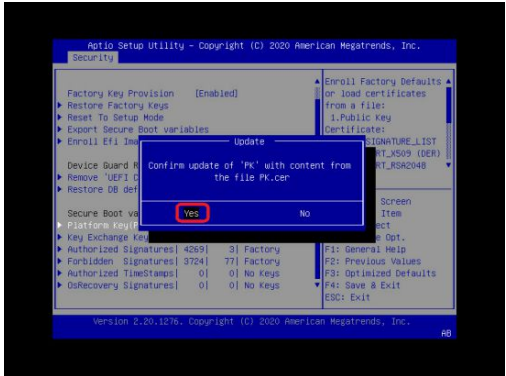 Aptio Setup Utility - Copyright (C) 2020 American Megatrends, Inc.
Security
Factory Key Provision [Enabled]
Restore Factory Keys
Reset To Setup Mode
Export Secure Boot variables
Enroll Efi Ima
Device Guard R
Remove 'UEFI C
Restore DB def
Secure Boot va
Platform Key(P
Key Exchange Key
Authorized Signatures| 4269| 3| Factory
Forbidden Signatures| 3724| 77| Factory
Authorized TimeStamps| 0| 0| No Keys
OsRecovery Signatures| 0| 0| No Keys
Update
Confirm update of 'PK' with content from
the file PK.cer
Yes
No
Enroll Factory Defaults
or load certificates
from a file:
1.Public Key
Certificate:
SIGNATURE_LIST
RT_X509 (DER)
RT_RSA2048
Screen
Item
ect
e Opt.
F1: General Help
F2: Previous Values
F3: Optimized Defaults
F4: Save & Exit
ESC: Exit
Version 2.20.1276. Copyright (C) 2020 American Megatrends, Inc.
AB